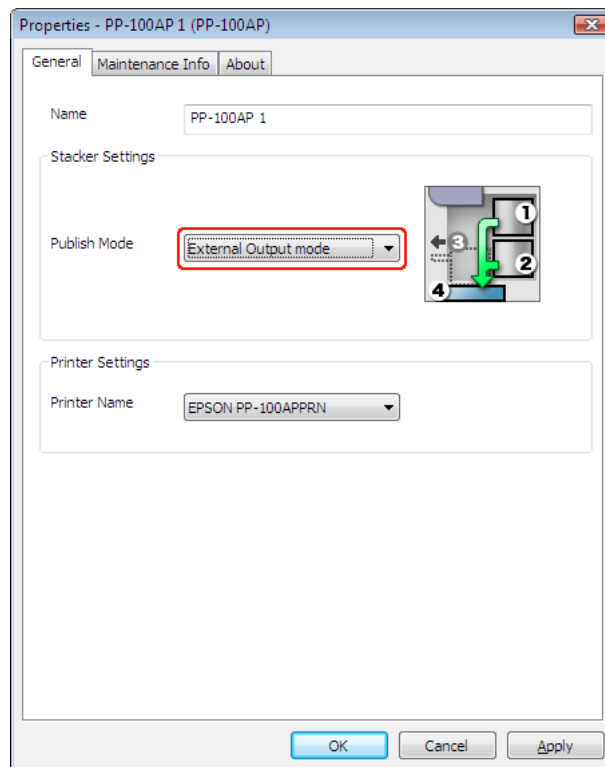 Properties - PP-100AP 1 (PP-100AP)
General Maintenance Info About
Name PP-100AP 1
Stacker Settings
1
Publish Mode External Output mode 3
2
4
Printer Settings
Printer Name EPSON PP-100APPRN
OK Cancel Apply